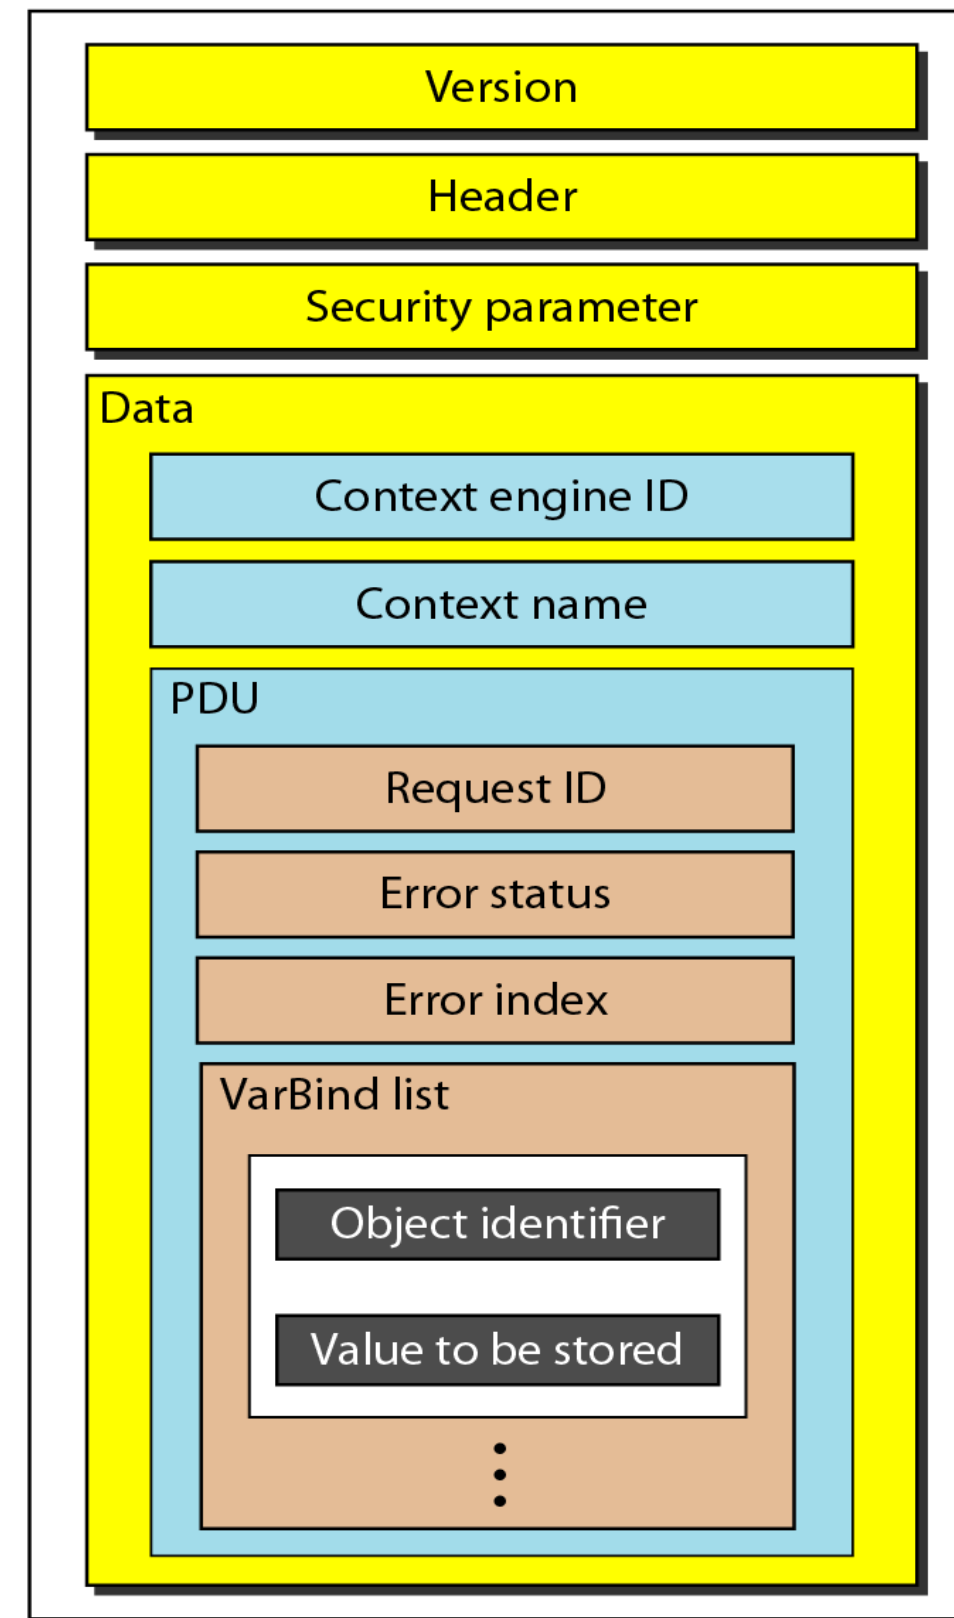 Version
Header
Security parameter
Data
Context engine ID
Context name
PDU
Request ID
Error status
Error index
VarBind list
Object identifier
Value to be stored